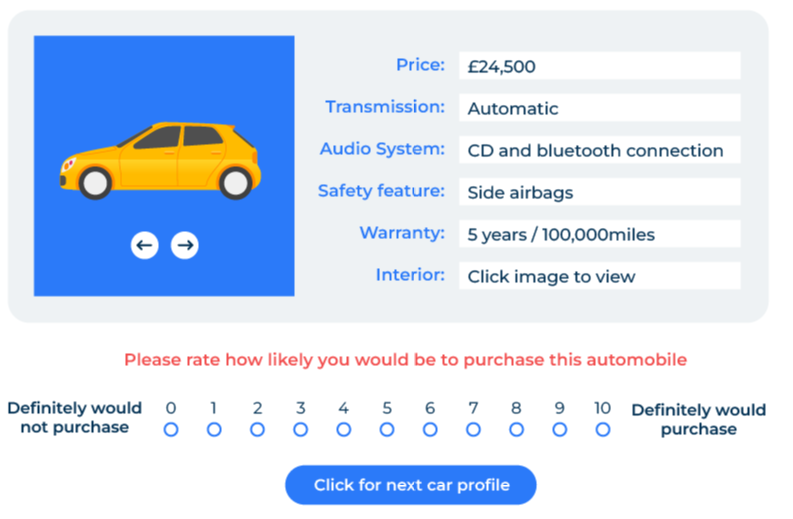 Price: £24,500
Transmission: Automatic
Audio System: CD and bluetooth connection
Safety feature: Side airbags
Warranty: 5 years / 100,000miles
Interior: Click image to view
Please rate how likely you would be to purchase this automobile
Definitely would
not purchase
0 1 2 3 4 5 6 7 8 9 10
Definitely would
purchase
Click for next car profile